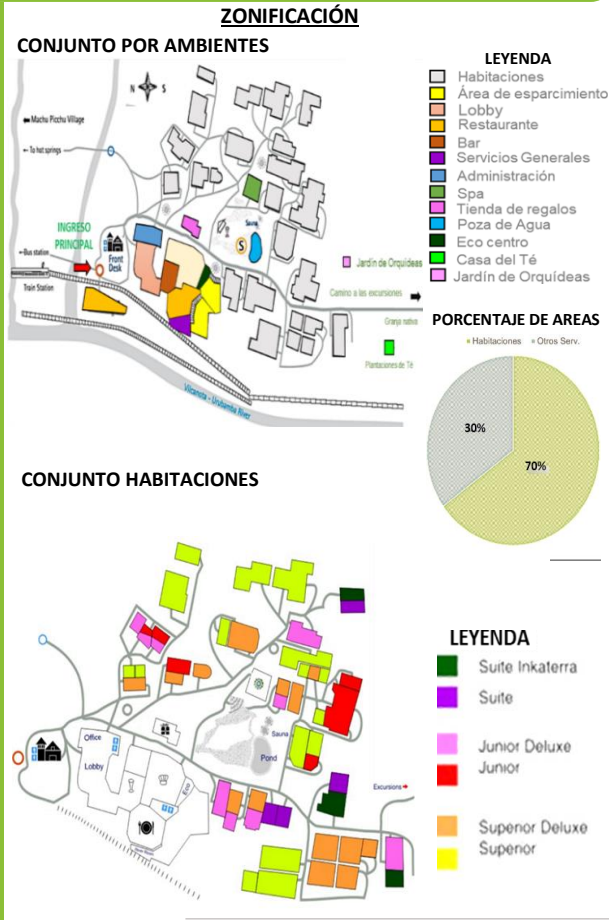 ZONIFICACIÓN
CONJUNTO POR AMBIENTES
N S
Machu Picchu Village
To hot springs
INGRESO
PRINCIPAL
Front
Desk
Bus station
Train Station
Sauna
S
Jardín de Orquídeas
Camino a las excursiones
Granja nativa
Plantaciones de Té
Vilcanota - Urubamba River
LEYENDA
Habitaciones
Área de esparcimiento
Lobby
Restaurante
Bar
Servicios Generales
Administración
Spa
Tienda de regalos
Poza de Agua
Eco centro
Casa del Té
Jardín de Orquídeas
PORCENTAJE DE AREAS
Habitaciones Otros Serv.
30%
70%
CONJUNTO HABITACIONES
Office
Lobby
Eco
Sauna
Pond
Excursions
LEYENDA
Suite Inkaterra
Suite
Junior Deluxe
Junior
Superior Deluxe
Superior